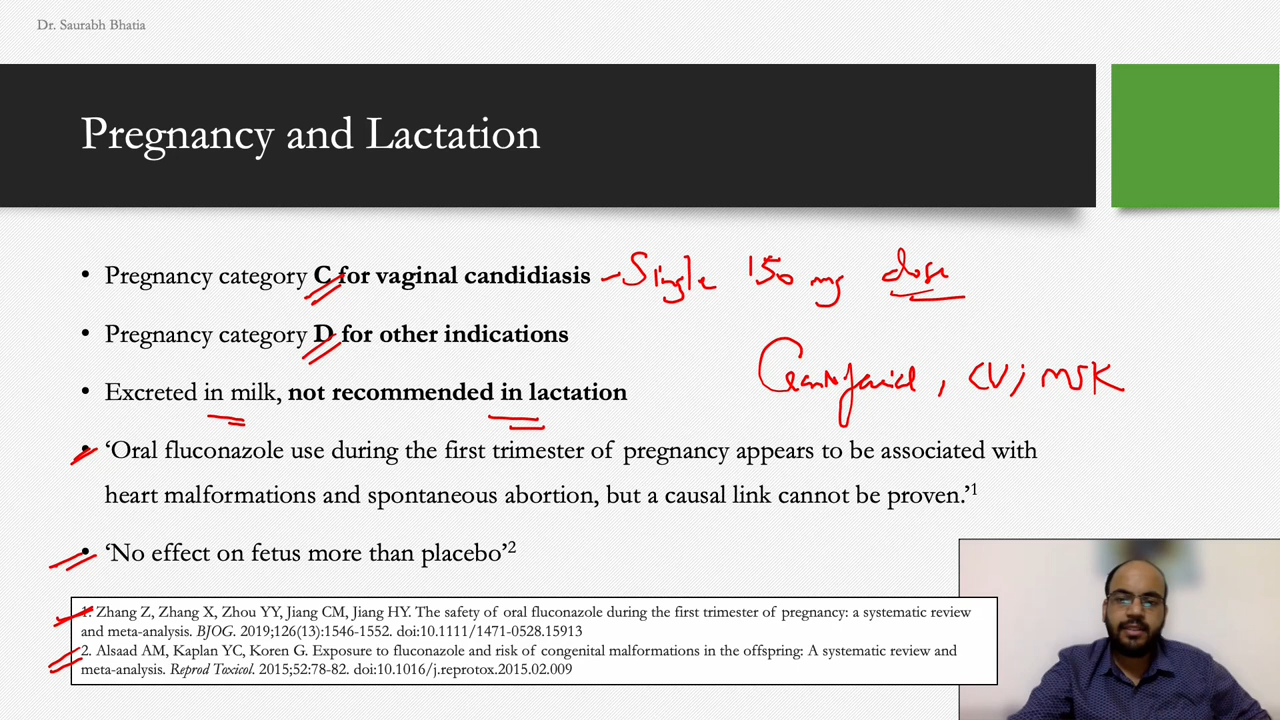 Dr. Saurabh Bhatia
Pregnancy and Lactation
• Pregnancy category C for vaginal candidiasis - Single 150 mg dose
• Pregnancy category D for other indications
Craniofacial, CV, MSK
• Excreted in milk, not recommended in lactation
• ‘Oral fluconazole use during the first trimester of pregnancy appears to be associated with
heart malformations and spontaneous abortion, but a causal link cannot be proven.’1
• ‘No effect on fetus more than placebo’2
1. Zhang Z, Zhang X, Zhou YY, Jiang CM, Jiang HY. The safety of oral fluconazole during the first trimester of pregnancy: a systematic review
and meta-analysis. BJOG. 2019;126(13):1546-1552. doi:10.1111/1471-0528.15913
2. Alsaad AM, Kaplan YC, Koren G. Exposure to fluconazole and risk of congenital malformations in the offspring: A systematic review and
meta-analysis. Reprod Toxicol. 2015;52:78-82. doi:10.1016/j.reprotox.2015.02.009